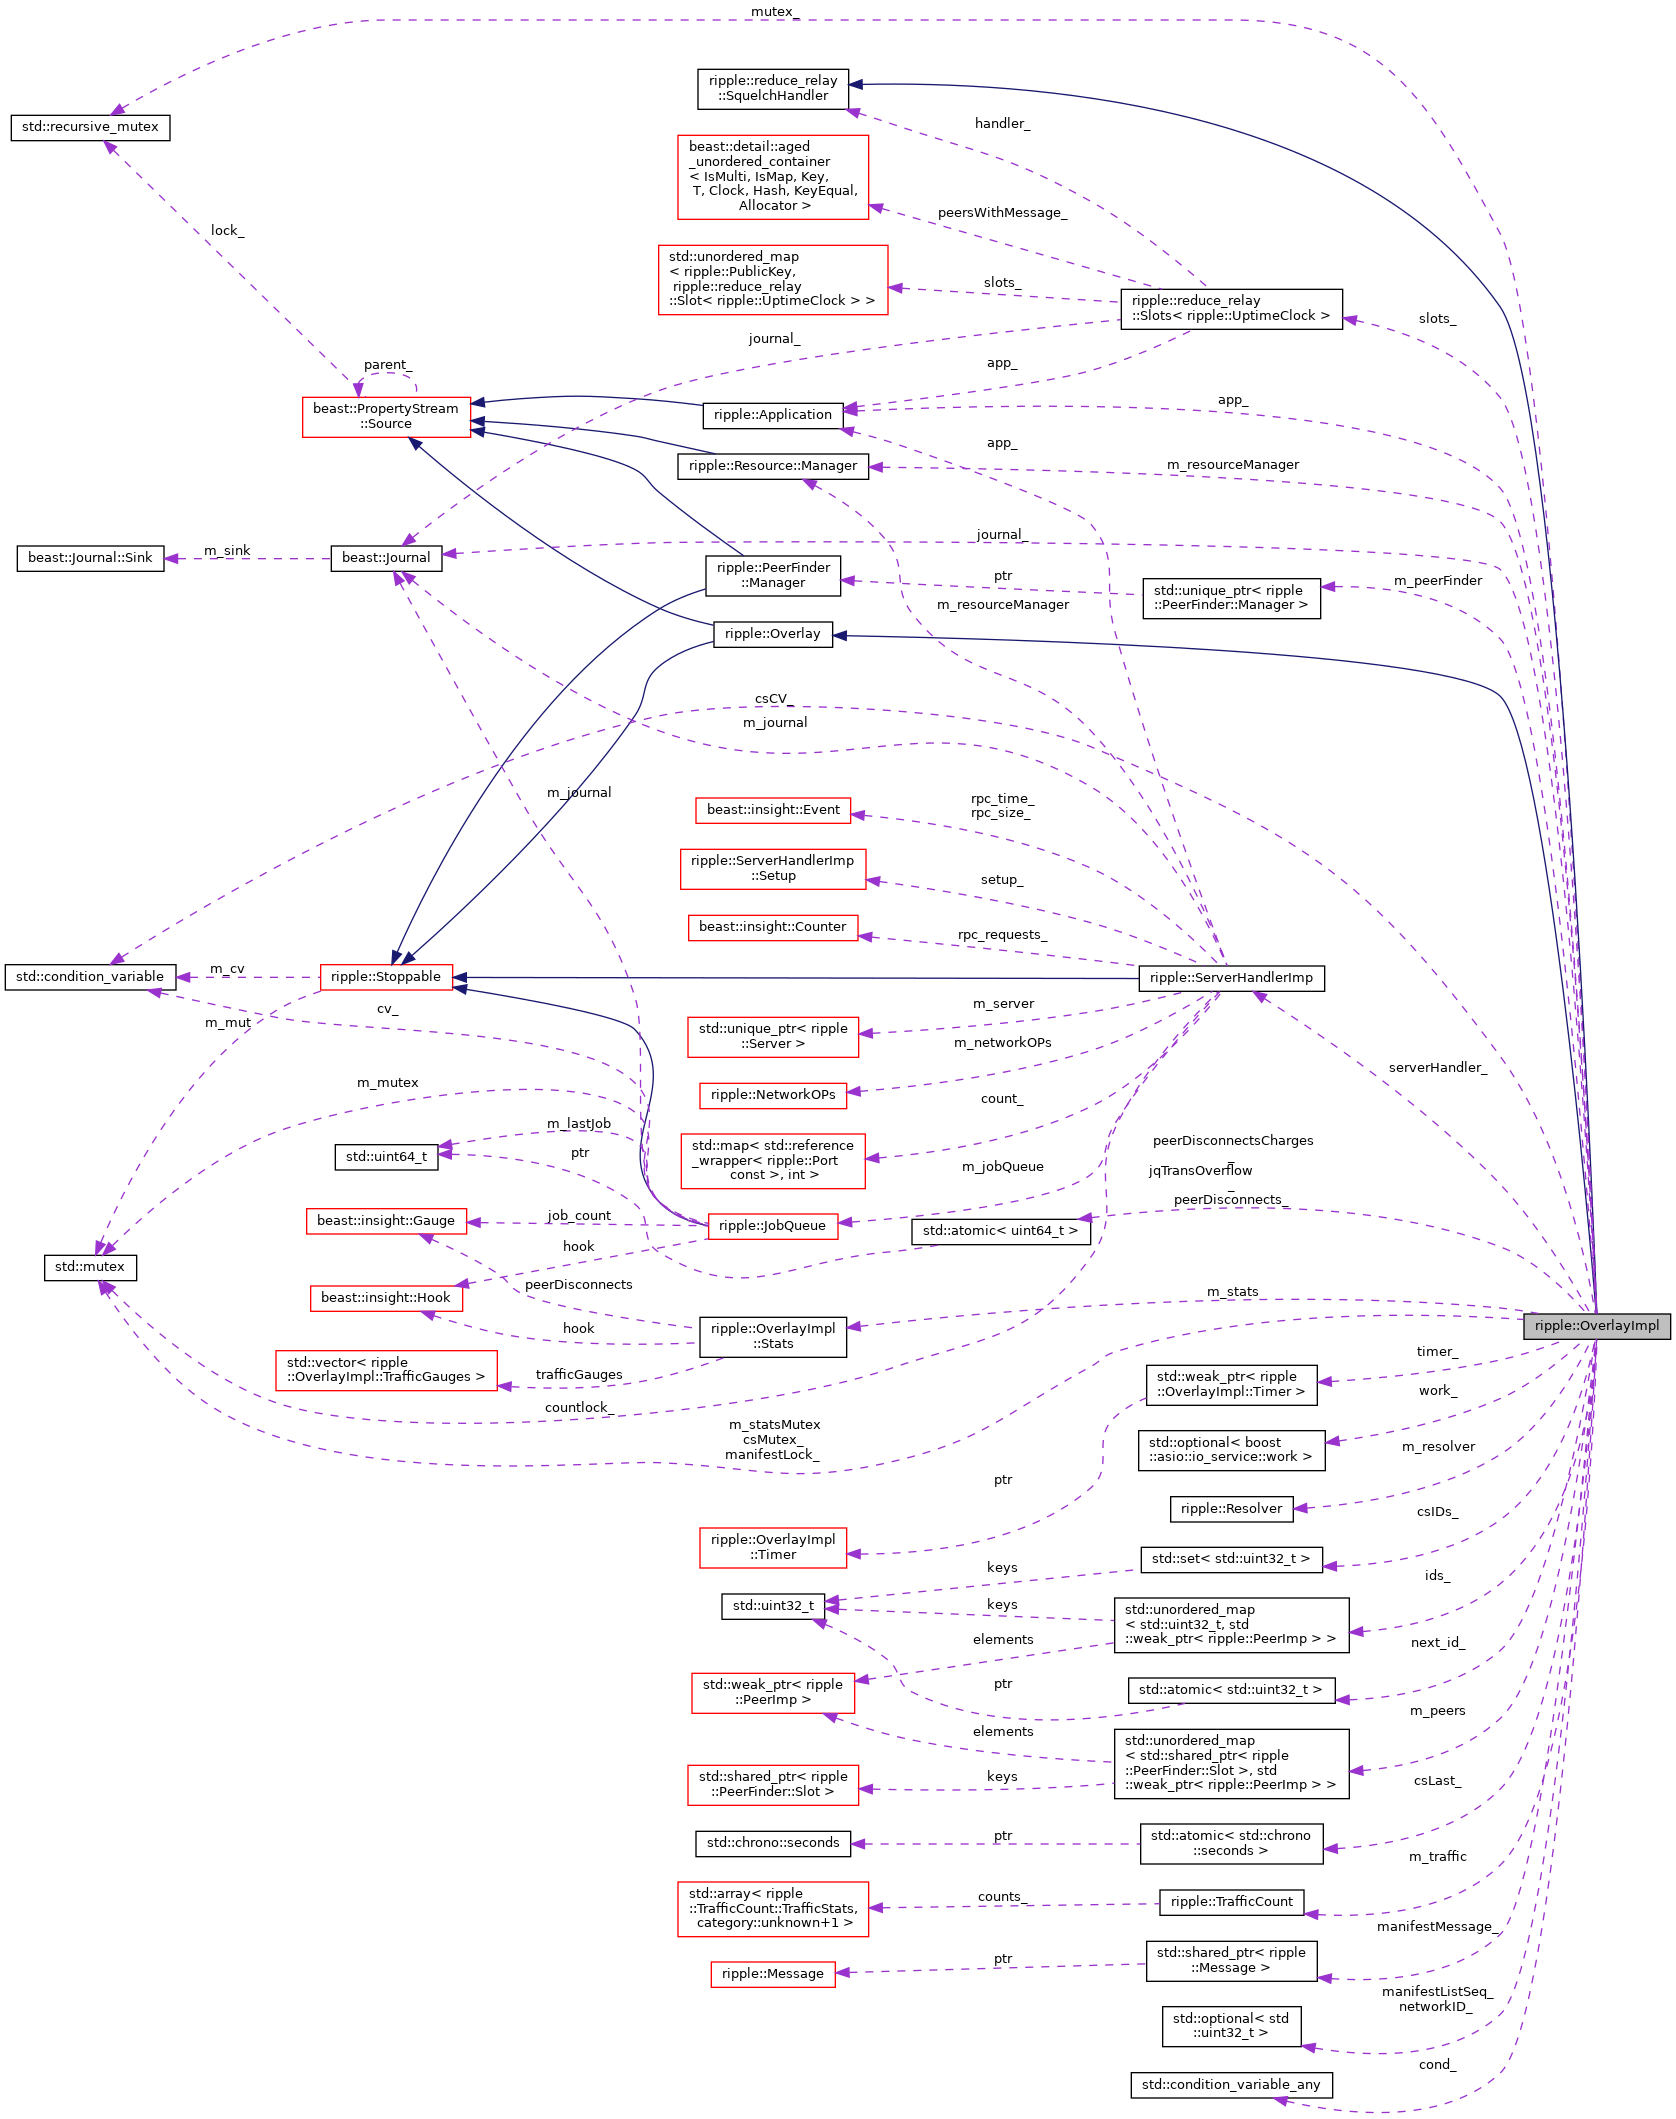 mutex_
ripple::reduce_relay
::SquelchHandler
handler_
std::recursive_mutex
beast::detail::aged
_unordered_container
< IsMulti, IsMap, Key,
T, Clock, Hash, KeyEqual,
Allocator >
peersWithMessage_
lock_
std::unordered_map
< ripple::PublicKey,
ripple::reduce_relay
::Slot< ripple::UptimeClock > >
slots_
ripple::reduce_relay
::Slots< ripple::UptimeClock >
slots_
journal_
parent_
app_
beast::PropertyStream
::Source
ripple::Application
app_
app_
ripple::Resource::Manager
m_resourceManager
journal_
beast::Journal::Sink
m_sink
beast::Journal
ripple::PeerFinder
::Manager
ptr
std::unique_ptr< ripple
::PeerFinder::Manager >
m_peerFinder
m_resourceManager
ripple::Overlay
csCV_
m_journal
m_journal
beast::insight::Event
rpc_time_
rpc_size_
ripple::ServerHandlerImp
::Setup
setup_
beast::insight::Counter
rpc_requests_
std::condition_variable
m_cv
ripple::Stoppable
ripple::ServerHandlerImp
cv_
m_mut
std::unique_ptr< ripple
::Server >
m_server
m_networkOPs
serverHandler_
m_mutex
ripple::NetworkOPs
count_
m_lastJob
std::uint64_t
ptr
std::map< std::reference
_wrapper< ripple::Port
const >, int >
m_jobQueue
peerDisconnectsCharges
_
jqTransOverflow
_
peerDisconnects_
beast::insight::Gauge
job_count
ripple::JobQueue
std::atomic< uint64_t >
hook
std::mutex
beast::insight::Hook
peerDisconnects
m_stats
hook
ripple::OverlayImpl
::Stats
ripple::OverlayImpl
std::vector< ripple
::OverlayImpl::TrafficGauges >
trafficGauges
countlock_
timer_
std::weak_ptr< ripple
::OverlayImpl::Timer >
work_
m_statsMutex
csMutex_
manifestLock_
std::optional< boost
::asio::io_service::work >
m_resolver
ptr
ripple::Resolver
csIDs_
ripple::OverlayImpl
::Timer
std::set< std::uint32_t >
keys
ids_
std::uint32_t
keys
std::unordered_map
< std::uint32_t, std
::weak_ptr< ripple::PeerImp > >
elements
next_id_
std::weak_ptr< ripple
::PeerImp >
ptr
std::atomic< std::uint32_t >
m_peers
elements
std::unordered_map
< std::shared_ptr< ripple
::PeerFinder::Slot >, std
::weak_ptr< ripple::PeerImp > >
std::shared_ptr< ripple
::PeerFinder::Slot >
keys
csLast_
std::chrono::seconds
ptr
std::atomic< std::chrono
::seconds >
m_traffic
std::array< ripple
::TrafficCount::TrafficStats,
category::unknown+1 >
counts_
ripple::TrafficCount
manifestMessage_
ripple::Message
ptr
std::shared_ptr< ripple
::Message >
manifestListSeq_
networkID_
std::optional< std
::uint32_t >
cond_
std::condition_variable_any